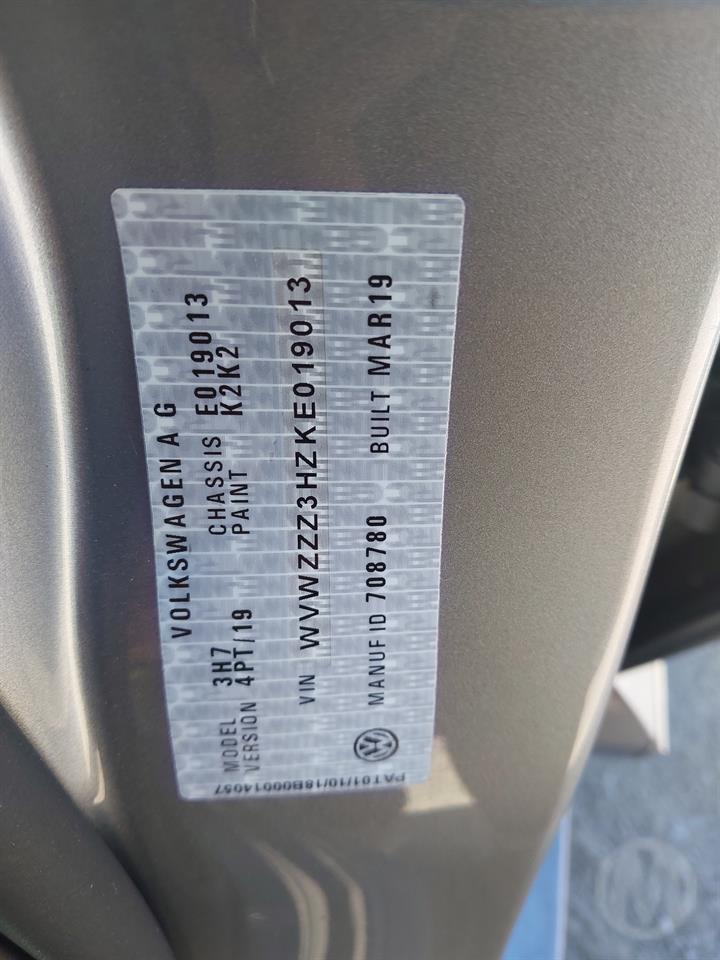 VOLKSWAGEN A G
MODEL 3H7 CHASSIS E019013
VERSION 4PT/19 PAINT K2K2
VIN WVWZZZ3HZKE019013
MANUF ID 708780 BUILT MAR19
PAT01/10/18B00014057